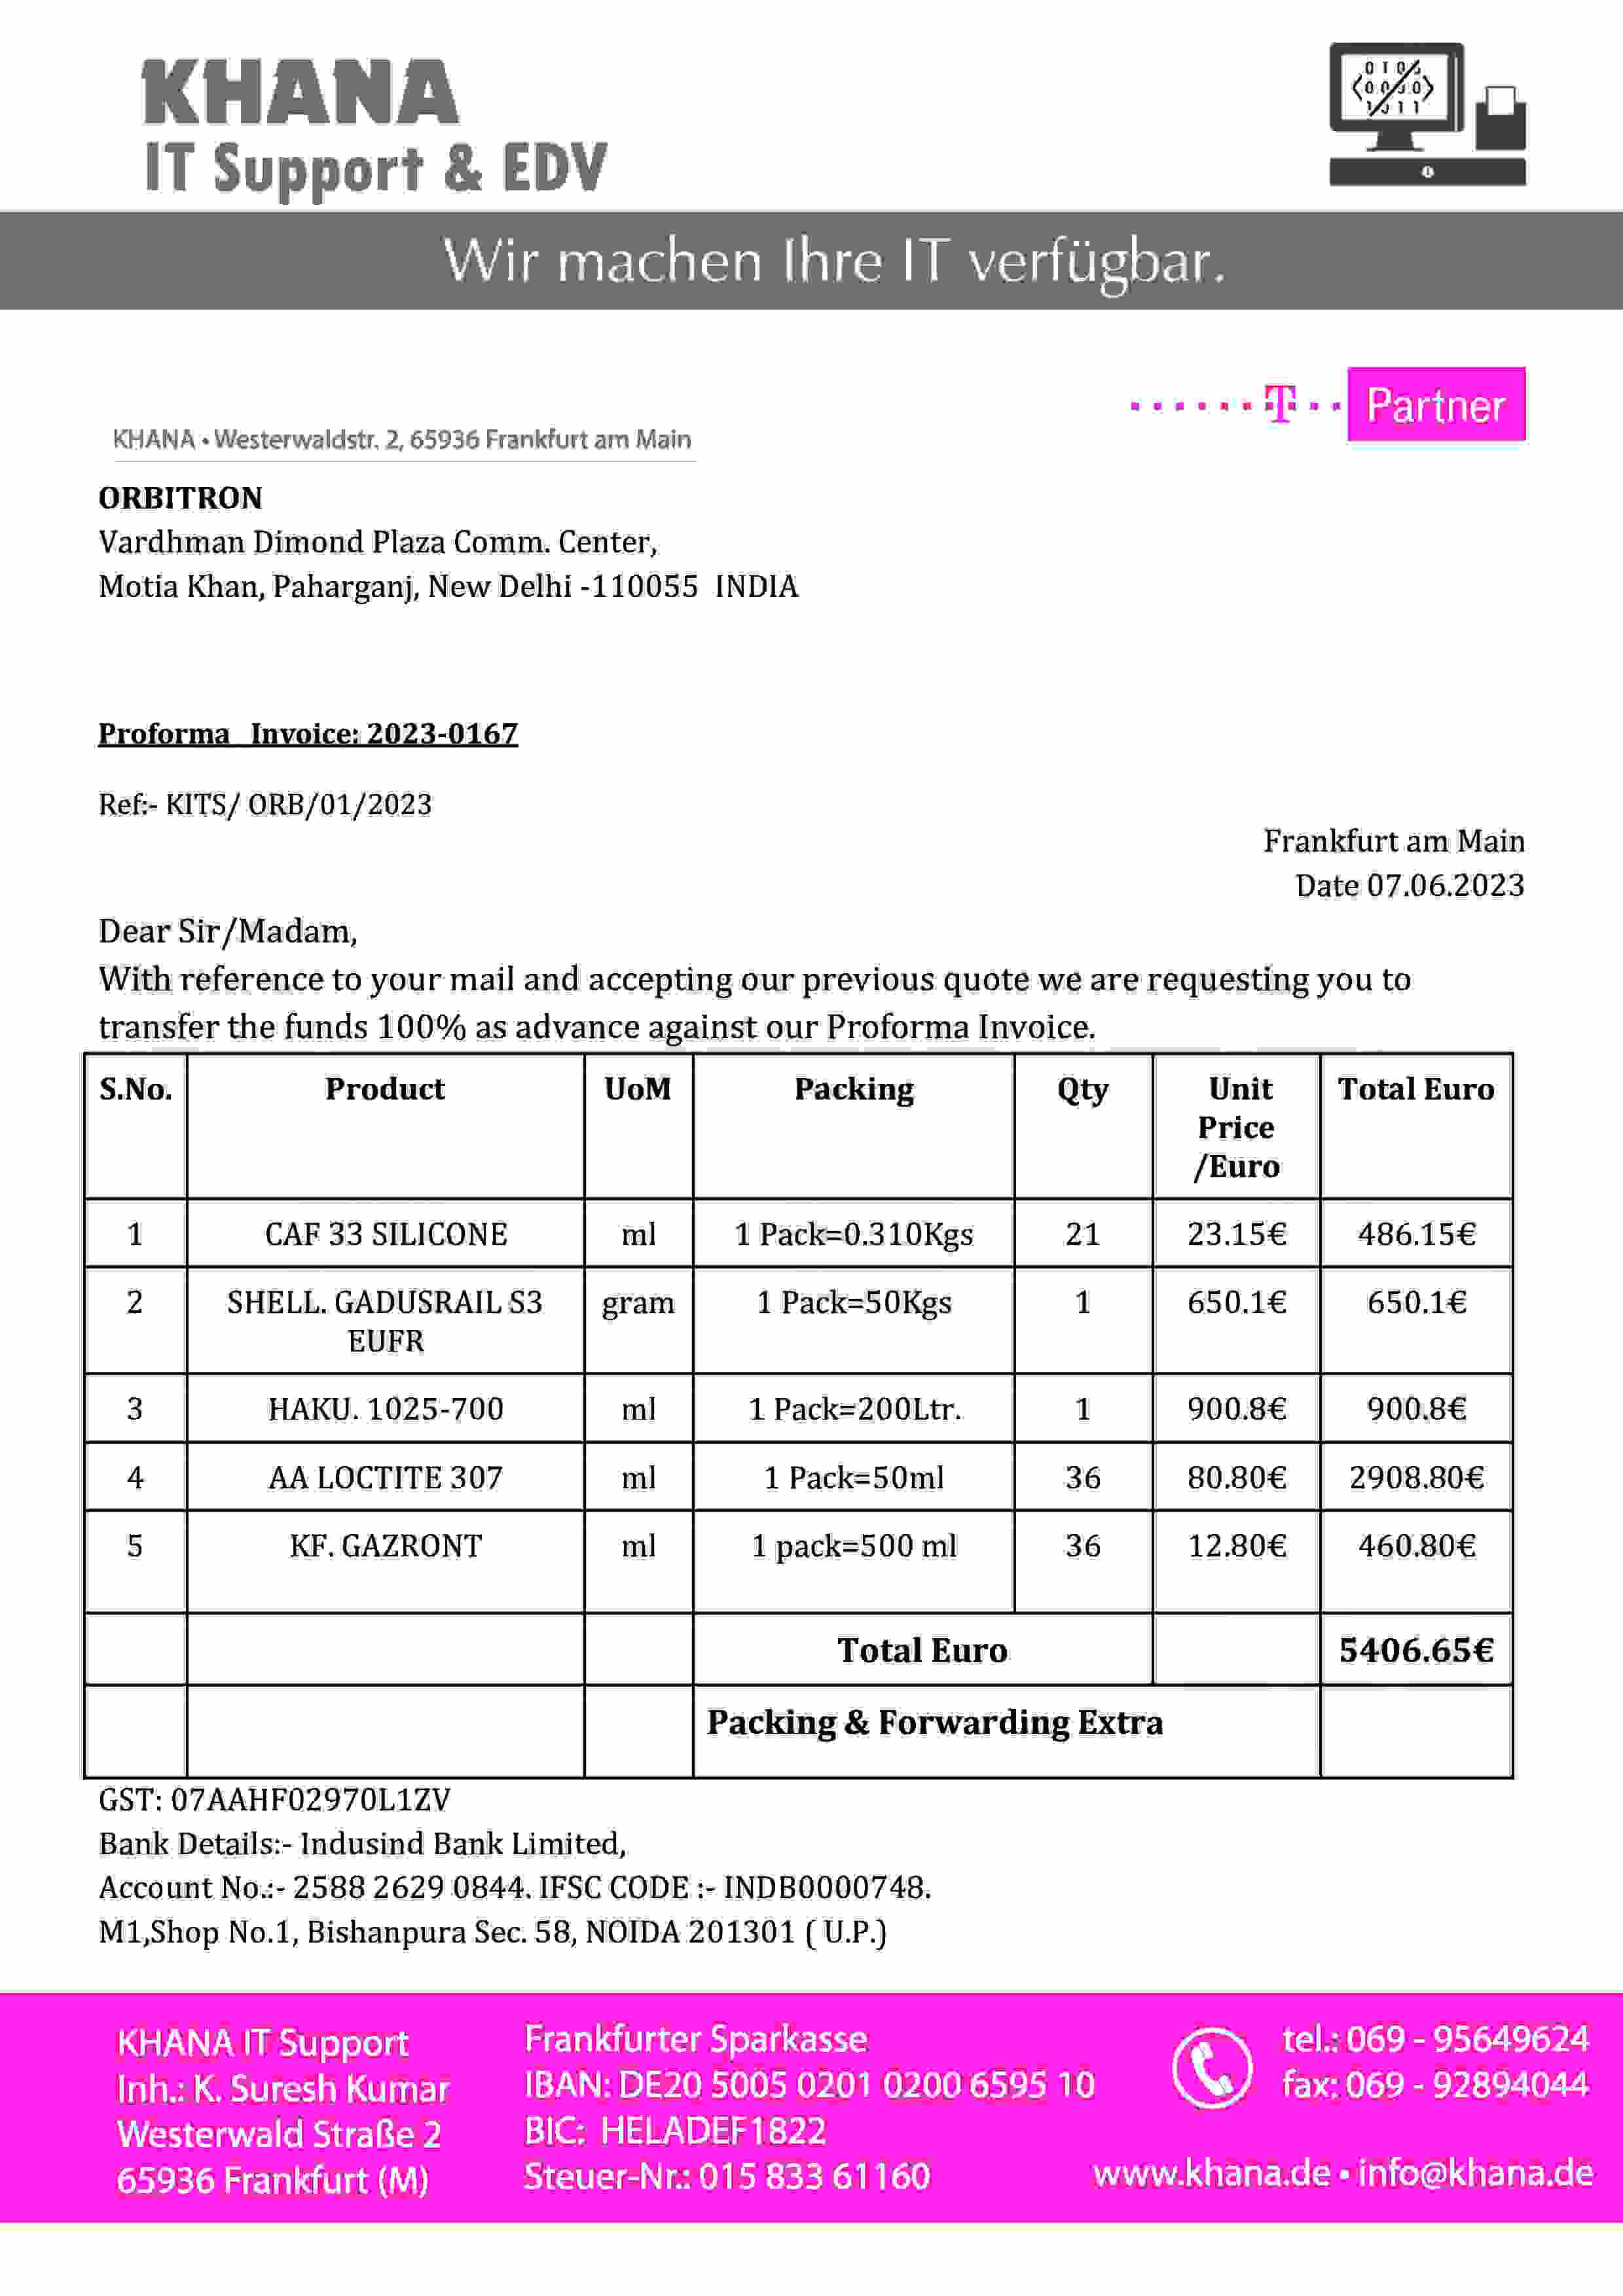 KHANA
IT Support & EDV
Wir machen Ihre IT verfügbar.
T Partner
KHANA • Westerwaldstr. 2, 65936 Frankfurt am Main
ORBITRON
Vardhman Dimond Plaza Comm. Center,
Motia Khan, Paharganj, New Delhi -110055 INDIA
Proforma Invoice: 2023-0167
Ref:- KITS/ ORB/01/2023
Frankfurt am Main
Date 07.06.2023
Dear Sir/Madam,
With reference to your mail and accepting our previous quote we are requesting you to
transfer the funds 100% as advance against our Proforma Invoice.
S.No. Product UoM Packing Qty Unit Total Euro
Price
/Euro
1 CAF 33 SILICONE ml 1 Pack=0.310Kgs 21 23.15€ 486.15€
2 SHELL. GADUSRAIL S3 gram 1 Pack=50Kgs 1 650.1€ 650.1€
EUFR
3 HAKU. 1025-700 ml 1 Pack=200Ltr. 1 900.8€ 900.8€
4 AA LOCTITE 307 ml 1 Pack=50ml 36 80.80€ 2908.80€
5 KF. GAZRONT ml 1 pack=500 ml 36 12.80€ 460.80€
Total Euro 5406.65€
Packing & Forwarding Extra
GST: 07AAHF02970L1ZV
Bank Details:- Indusind Bank Limited,
Account No.:- 2588 2629 0844. IFSC CODE :- INDB0000748.
M1,Shop No.1, Bishanpura Sec. 58, NOIDA 201301 ( U.P.)
KHANA IT Support
Inh.: K. Suresh Kumar
Westerwald Straße 2
65936 Frankfurt (M)
Frankfurter Sparkasse
IBAN: DE20 5005 0201 0200 6595 10
BIC: HELADEF1822
Steuer-Nr.: 015 833 61160
tel.: 069 - 95649624
fax: 069 - 92894044
www.khana.de • info@khana.de